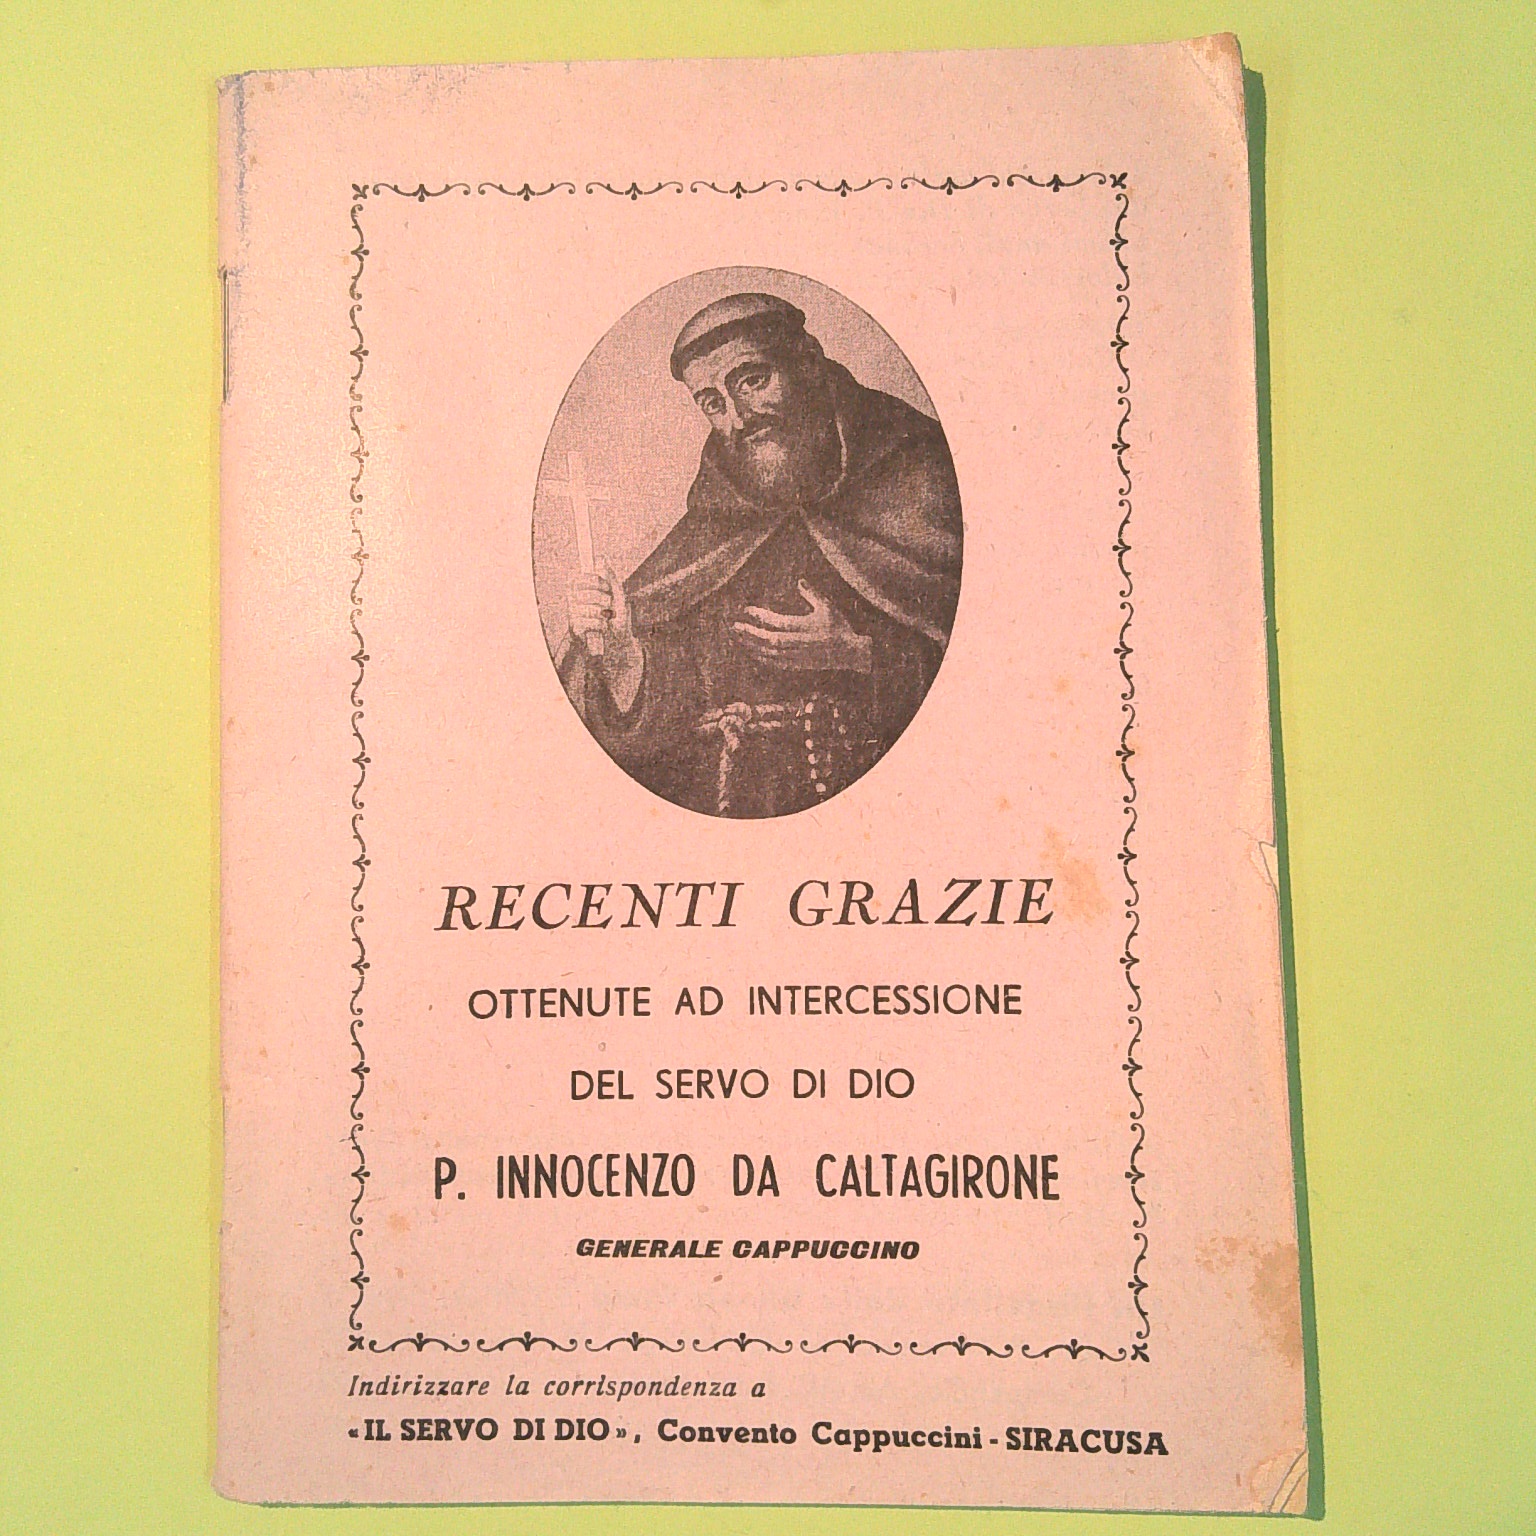 RECENTI GRAZIE
OTTENUTE AD INTERCESSIONE
DEL SERVO DI DIO
P. INNOCENZO DA CALTAGIRONE
GENERALE CAPPUCCINO
Indirizzare la corrispondenza a
«IL SERVO DI DIO», Convento Cappuccini - SIRACUSA